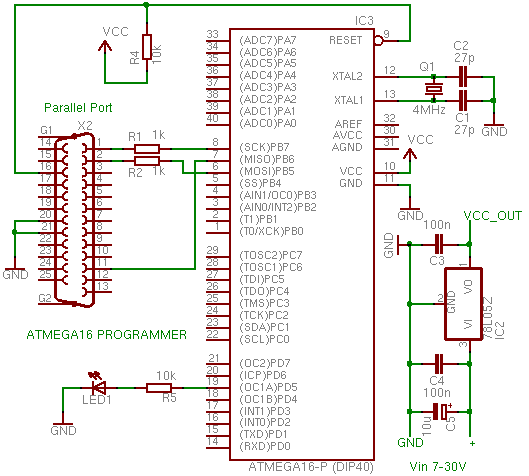 IC3
VCC
R4
10k
33 (ADC7)PA7
34 (ADC6)PA6
35 (ADC5)PA5
36 (ADC4)PA4
37 (ADC3)PA3
38 (ADC2)PA2
39 (ADC1)PA1
40 (ADC0)PA0
RESET 9
XTAL2 12
XTAL1 13
AREF 32
AVCC 30
AGND 31
VCC 10
GND 11
Q1
4MHz
C2
27p
C1
27p
GND
VCC
GND
Parallel Port
X2
G1
14
15
16
17
18
19
20
21
22
23
24
25
G2
1
2
3
4
5
6
7
8
9
10
11
12
13
GND
R1 1k
R2 1k
8 (SCK)PB7
7 (MISO)PB6
6 (MOSI)PB5
5 (SS)PB4
4 (AIN1/OC0)PB3
3 (AIN0/INT2)PB2
2 (T1)PB1
1 (T0/XCK)PB0
29 (TOSC2)PC7
28 (TOSC1)PC6
27 (TDI)PC5
26 (TDO)PC4
25 (TMS)PC3
24 (TCK)PC2
23 (SDA)PC1
22 (SCL)PC0
21 (OC2)PD7
20 (ICP)PD6
19 (OC1A)PD5
18 (OC1B)PD4
17 (INT1)PD3
16 (INT0)PD2
15 (TXD)PD1
14 (RXD)PD0
ATMEGA16-P (DIP40)
ATMEGA16 PROGRAMMER
LED1
10k
R5
GND
VCC_OUT
100n
C3
GND
1
VO
2
GND
VI
3
78L05Z
IC2
C4
100n
10u
C5
+
GND
+
Vin 7-30V